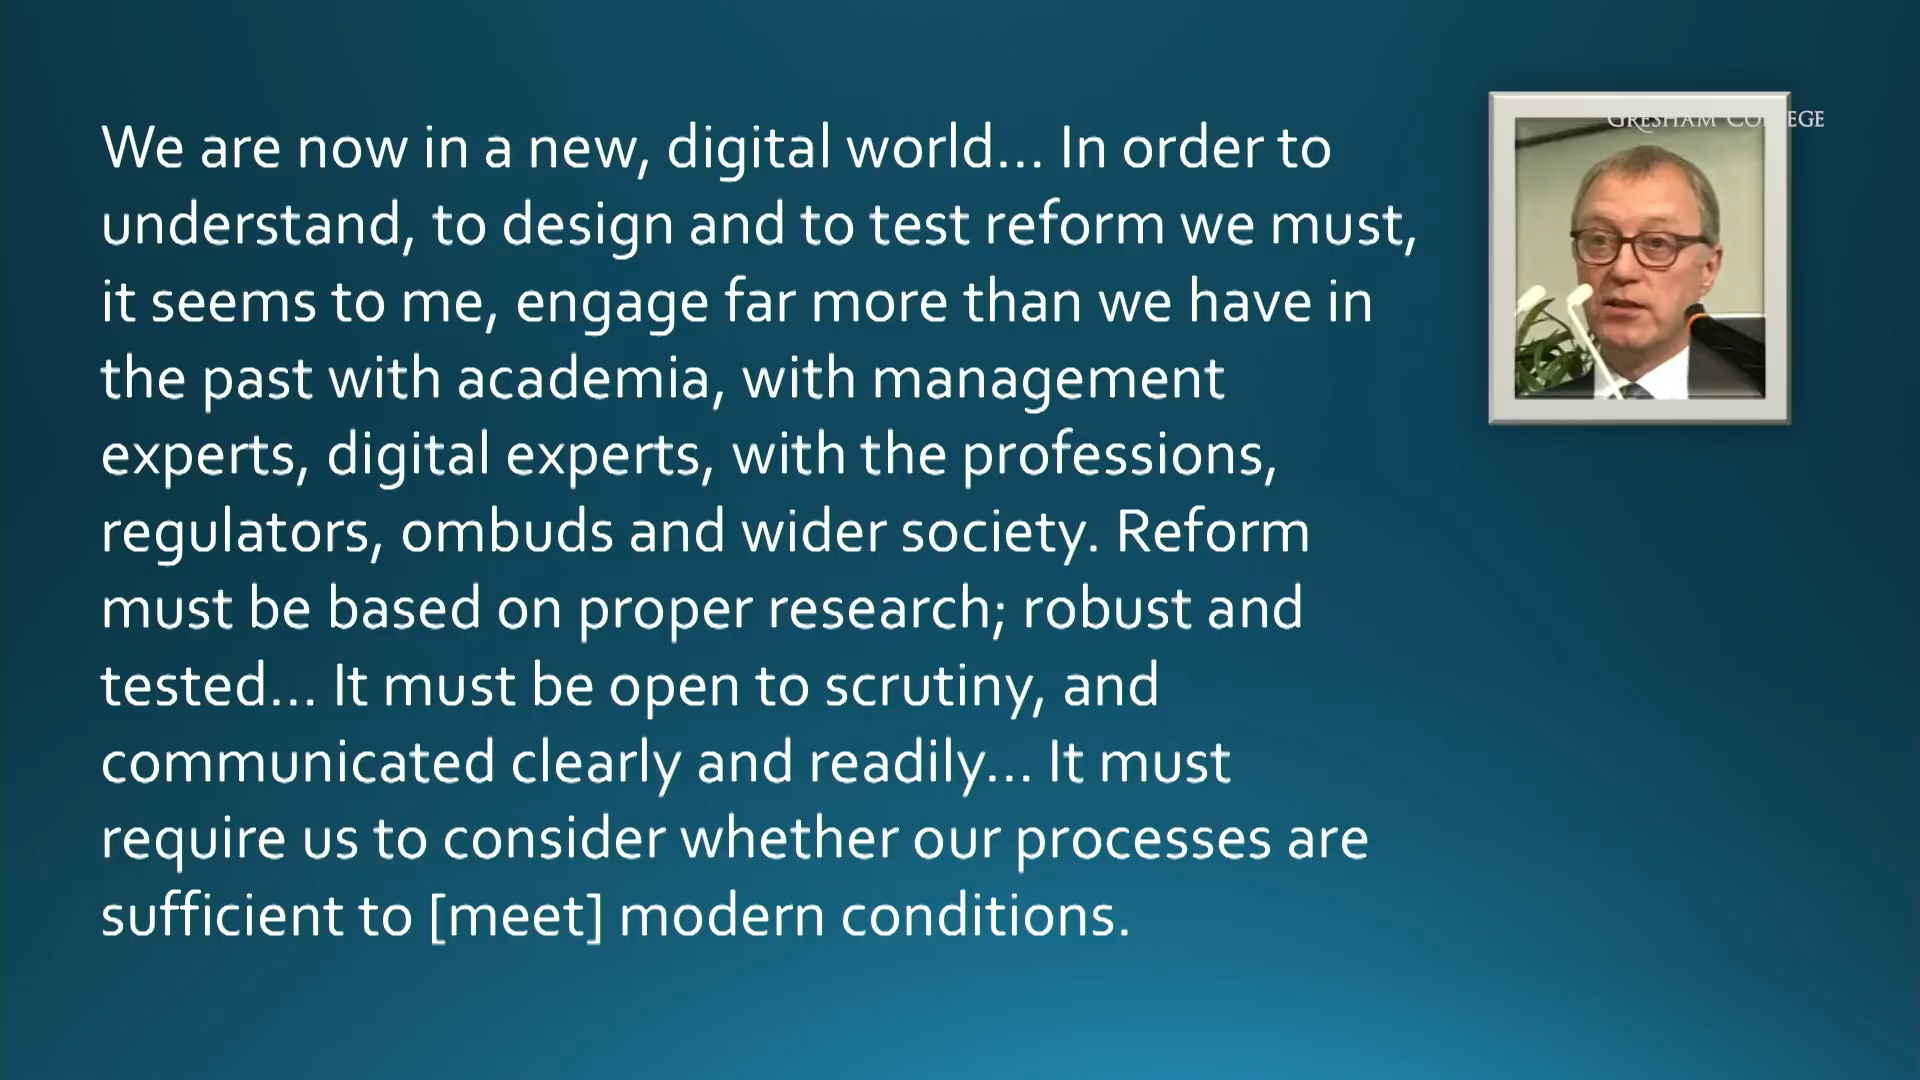 We are now in a new, digital world... In order to
understand, to design and to test reform we must,
it seems to me, engage far more than we have in
the past with academia, with management
experts, digital experts, with the professions,
regulators, ombuds and wider society. Reform
must be based on proper research; robust and
tested... It must be open to scrutiny, and
communicated clearly and readily... It must
require us to consider whether our processes are
sufficient to [meet] modern conditions.
GRESHAM COLLEGE